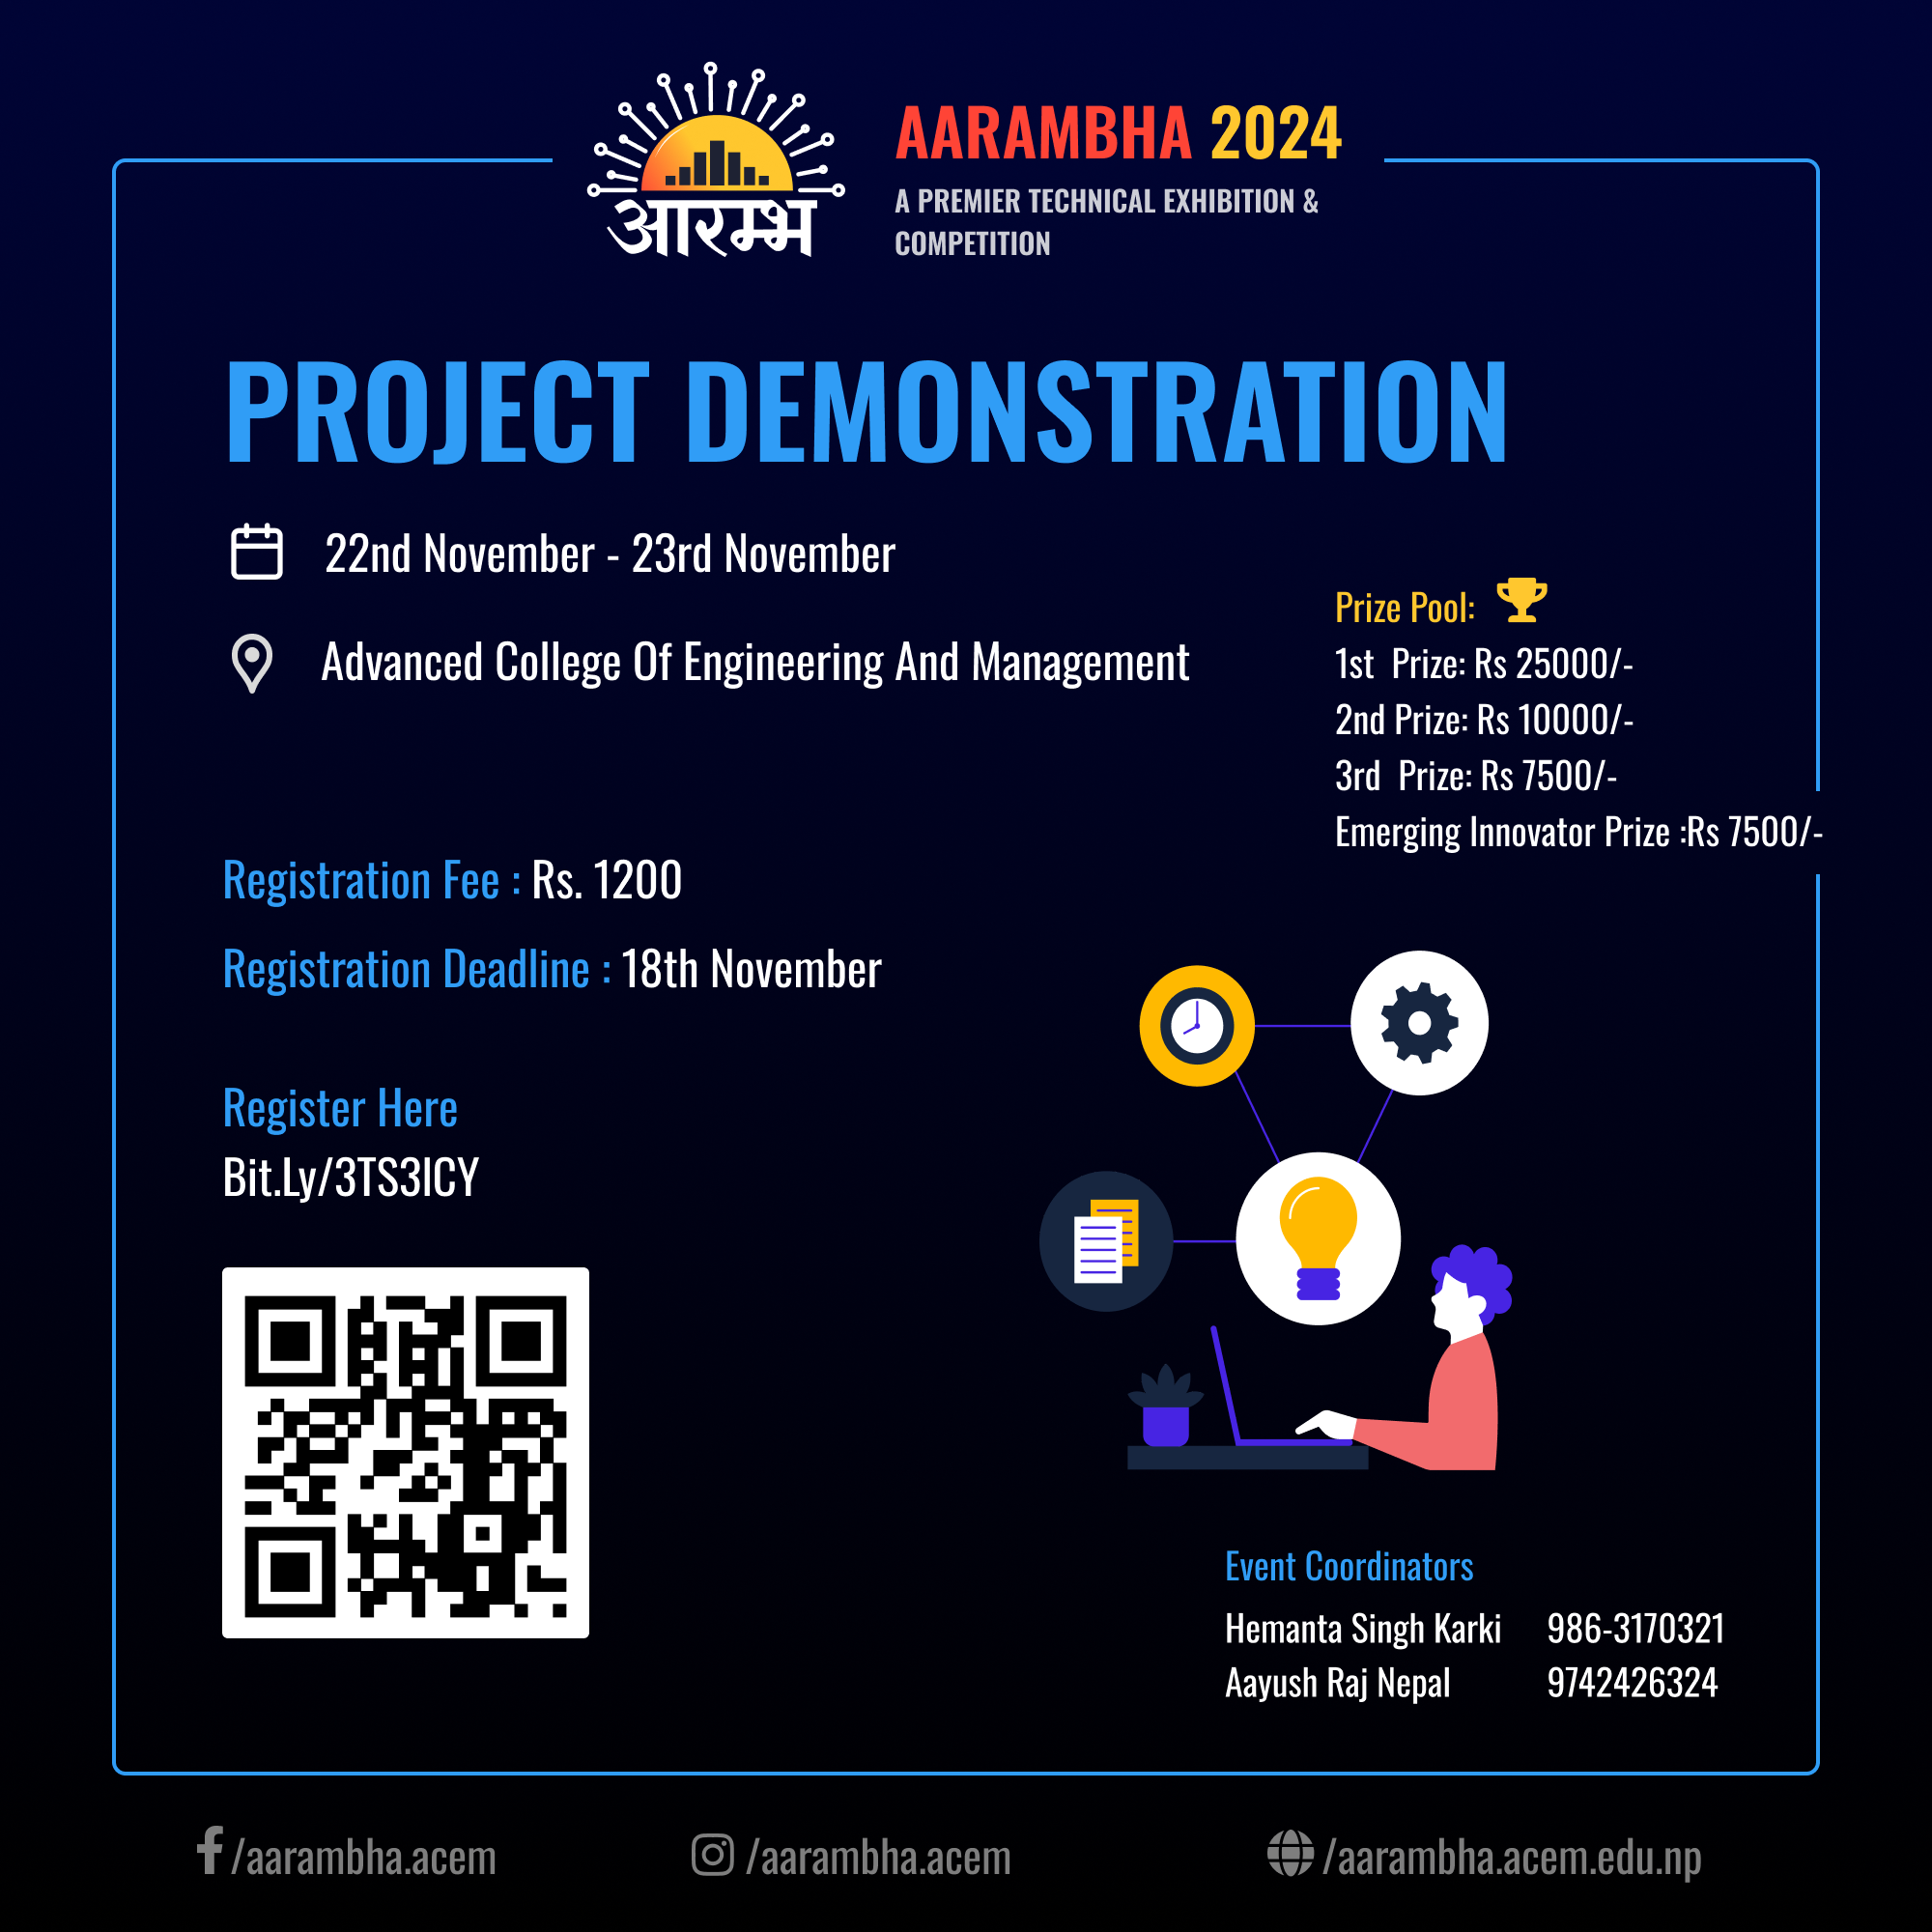 आरम्भ
AARAMBHA 2024
A PREMIER TECHNICAL EXHIBITION &
COMPETITION
PROJECT DEMONSTRATION
22nd November - 23rd November
Advanced College Of Engineering And Management
Prize Pool:
1st Prize: Rs 25000/-
2nd Prize: Rs 10000/-
3rd Prize: Rs 7500/-
Emerging Innovator Prize :Rs 7500/-
Registration Fee : Rs. 1200
Registration Deadline : 18th November
Register Here
Bit.Ly/3TS3ICY
Event Coordinators
Hemanta Singh Karki 986-3170321
Aayush Raj Nepal 9742426324
/aarambha.acem
/aarambha.acem
/aarambha.acem.edu.np